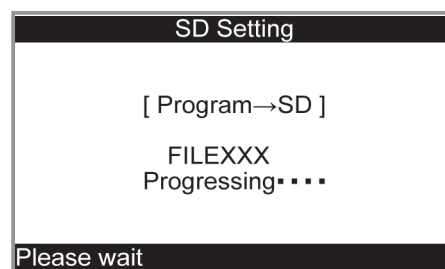 SD Setting
[ Program→SD ]
FILEXXX
Progressing▪▪▪▪
Please wait